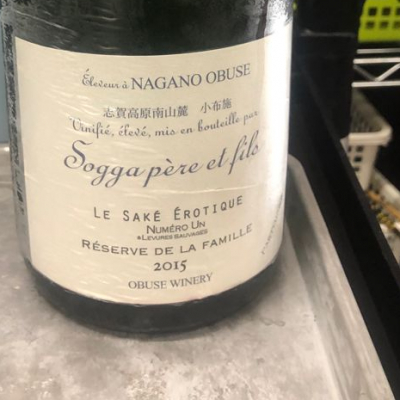 Éleveur à NAGANO OBUSE
志賀高原南山麓 小布施
Vinifié, élevé, mis en bouteille par
Sogga père et fils
LE SAKÉ ÉROTIQUE
NUMÉRO UN
*LEVURES SAUVAGES
RÉSERVE DE LA FAMILLE
2015
OBUSE WINERY